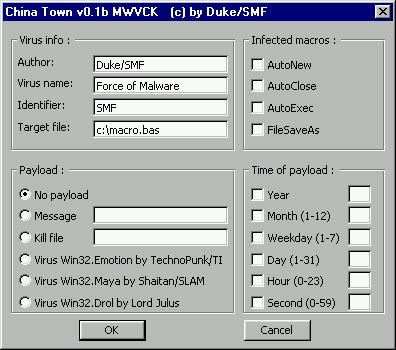 China Town v0.1b MWVCK (c) by Duke/SMF
Virus info :
Author: Duke/SMF
Virus name: Force of Malware
Identifier: SMF
Target file: c:\macro.bas
Infected macros :
AutoNew
AutoClose
AutoExec
FileSaveAs
Payload :
No payload
Message
Kill file
Virus Win32.Emotion by TechnoPunk/TI
Virus Win32.Maya by Shaitan/SLAM
Virus Win32.Drol by Lord Julus
Time of payload :
Year
Month (1-12)
Weekday (1-7)
Day (1-31)
Hour (0-23)
Second (0-59)
OK
Cancel